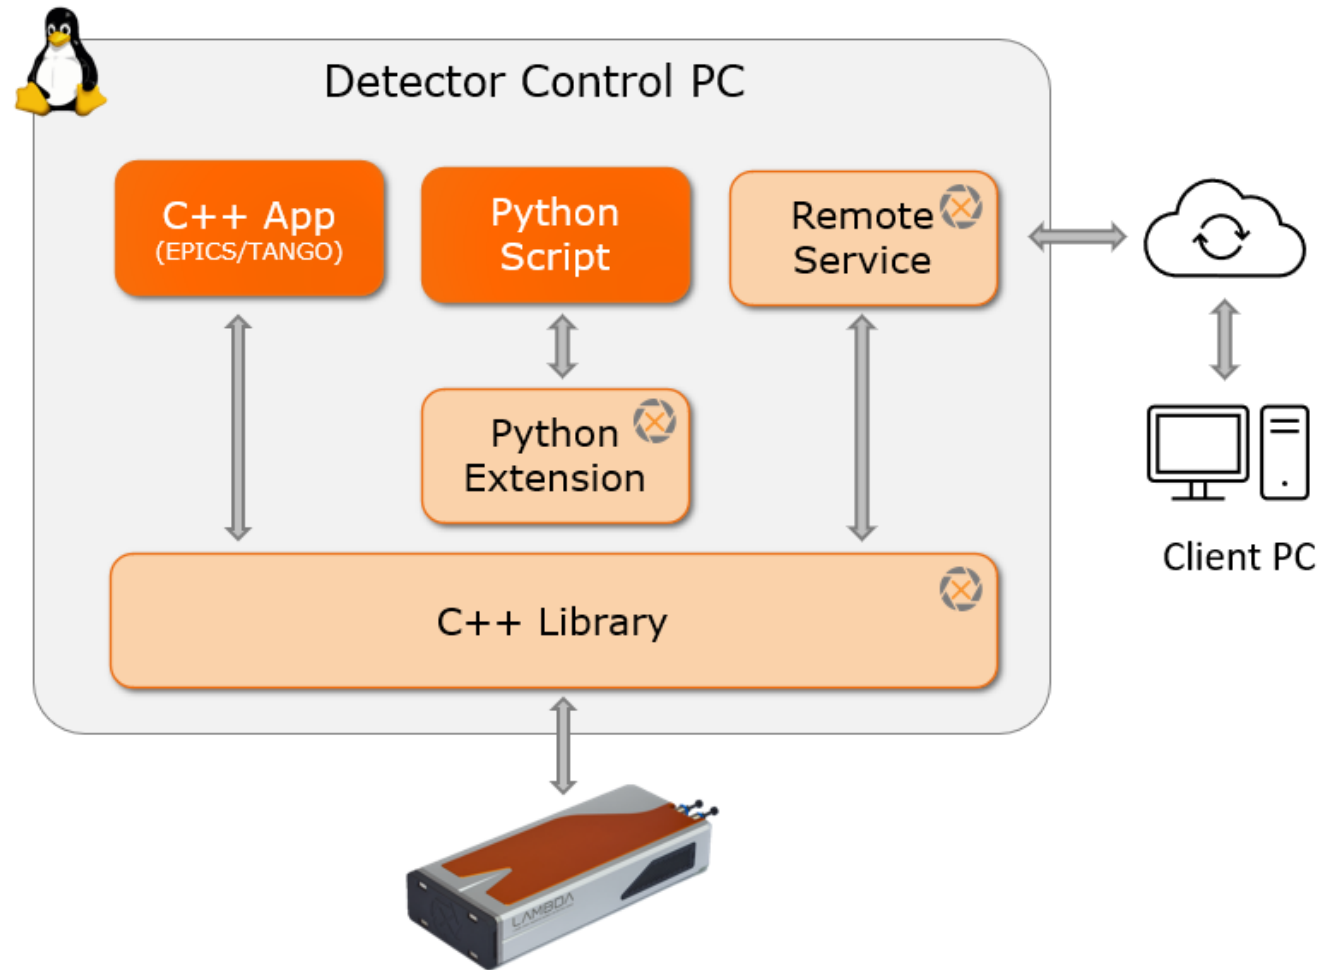 Detector Control PC
C++ App
(EPICS/TANGO)
Python
Script
Remote
Service
Python
Extension
C++ Library
Client PC
LAMBDA